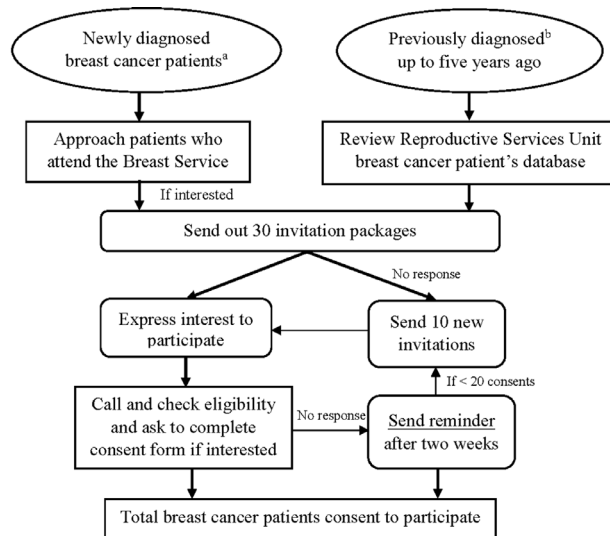 Newly diagnosed
breast cancer patientsa
Previously diagnosedb
up to five years ago
Approach patients who
attend the Breast Service
Review Reproductive Services Unit
breast cancer patient's database
If interested
Send out 30 invitation packages
No response
Express interest to
participate
Send 10 new
invitations
If < 20 consents
Call and check eligibility
and ask to complete
consent form if interested
No response
Send reminder
after two weeks
Total breast cancer patients consent to participate